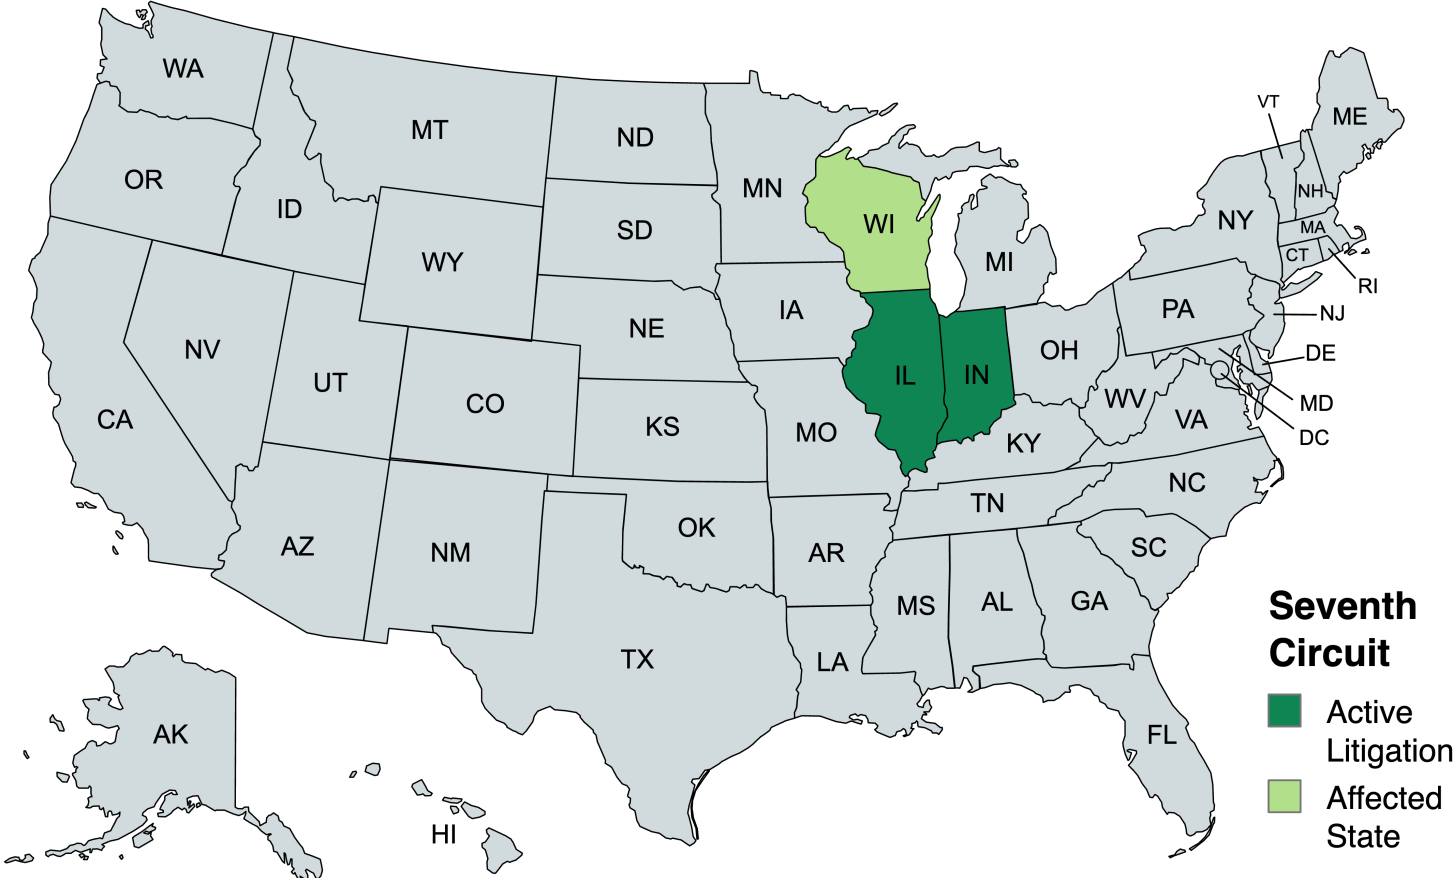 WA
MT
ND
MN
OR
ID
SD
WI
WY
MI
VT
ME
NH
NY
MA
CT
RI
IA
NE
PA
NJ
NV
UT
CO
IL
IN
OH
DE
CA
KS
MO
WV
VA
MD
DC
KY
AZ
NM
OK
AR
TN
NC
SC
MS
AL
GA
TX
LA
FL
AK
HI
Seventh
Circuit
Active
Litigation
Affected
State